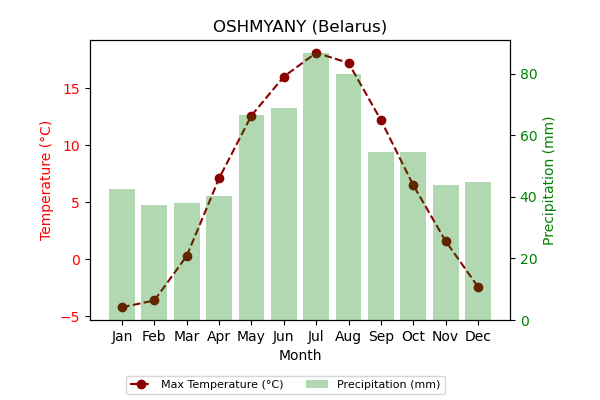 OSHMYANY (Belarus)
Temperature (°C)
15
10
5
0
−5
80
60
40
20
0
Precipitation (mm)
Jan Feb Mar Apr May Jun Jul Aug Sep Oct Nov Dec
Month
Max Temperature (°C) Precipitation (mm)